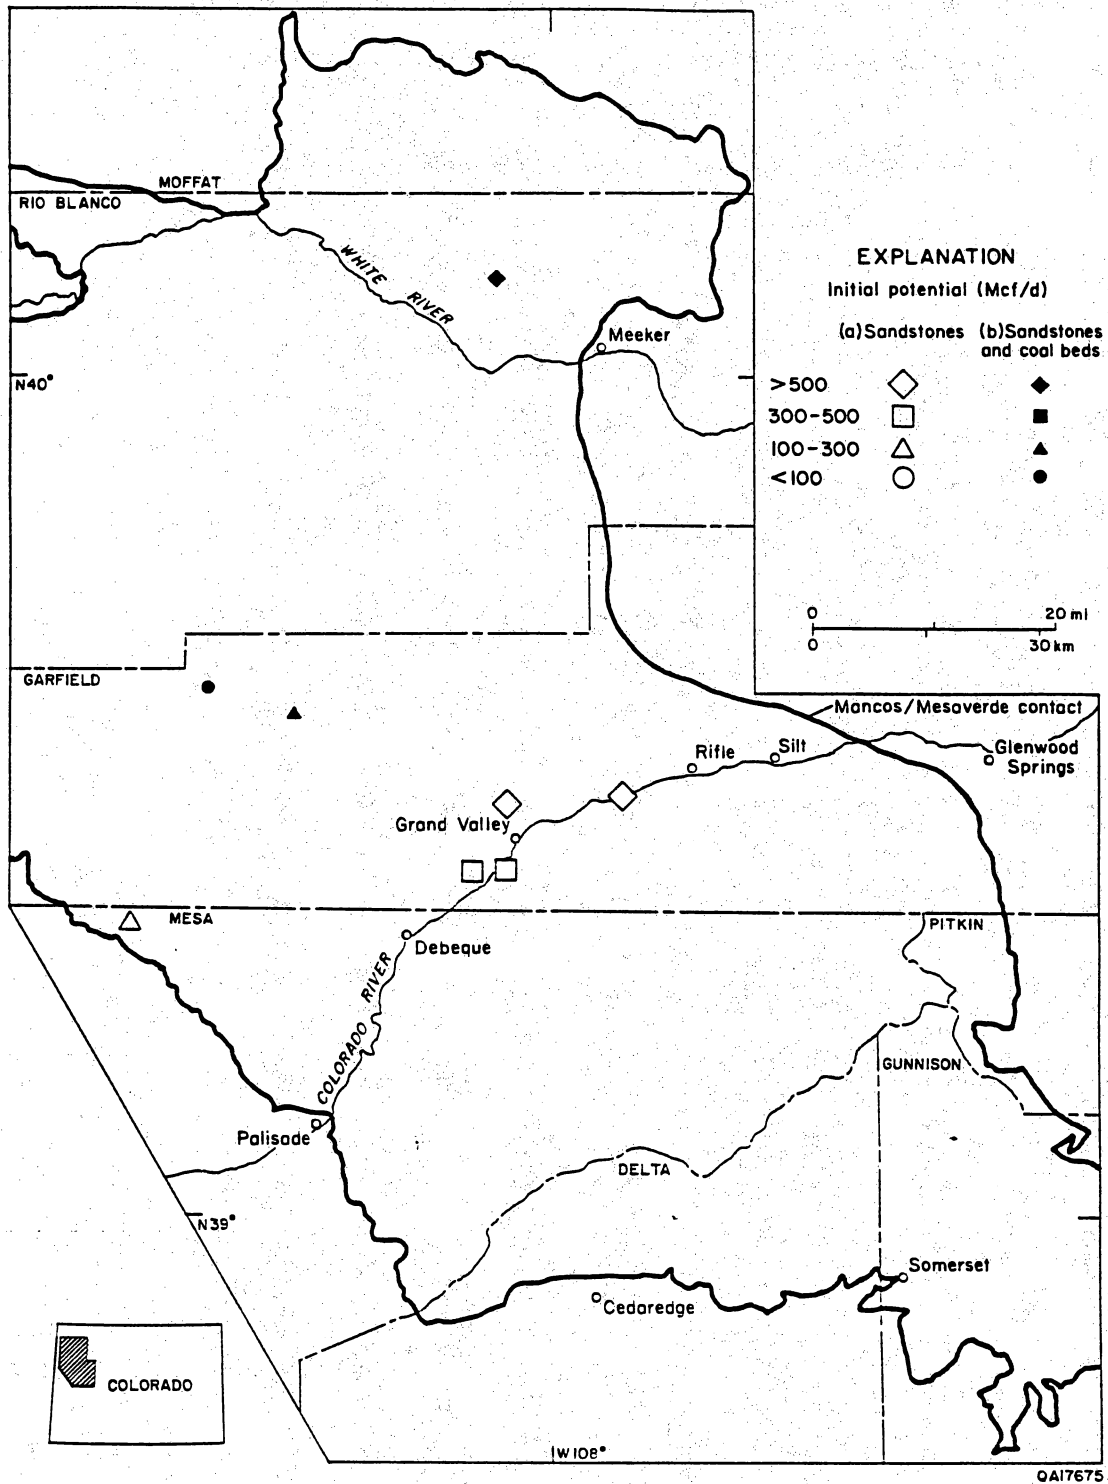 MOFFAT
RIO BLANCO
WHITE RIVER
Meeker
N40°
EXPLANATION
Initial potential (Mcf/d)
(a)Sandstones
(b)Sandstones
and coal beds
>500
300-500
100-300
<100
0
20 mi
0
30 km
GARFIELD
Mancos/Mesaverde contact
Rifle
Silt
Glenwood
Springs
Grand Valley
MESA
Debeque
PITKIN
COLORADO RIVER
GUNNISON
Palisade
DELTA
N39°
Somerset
Cedaredge
COLORADO
W108°
QA17675